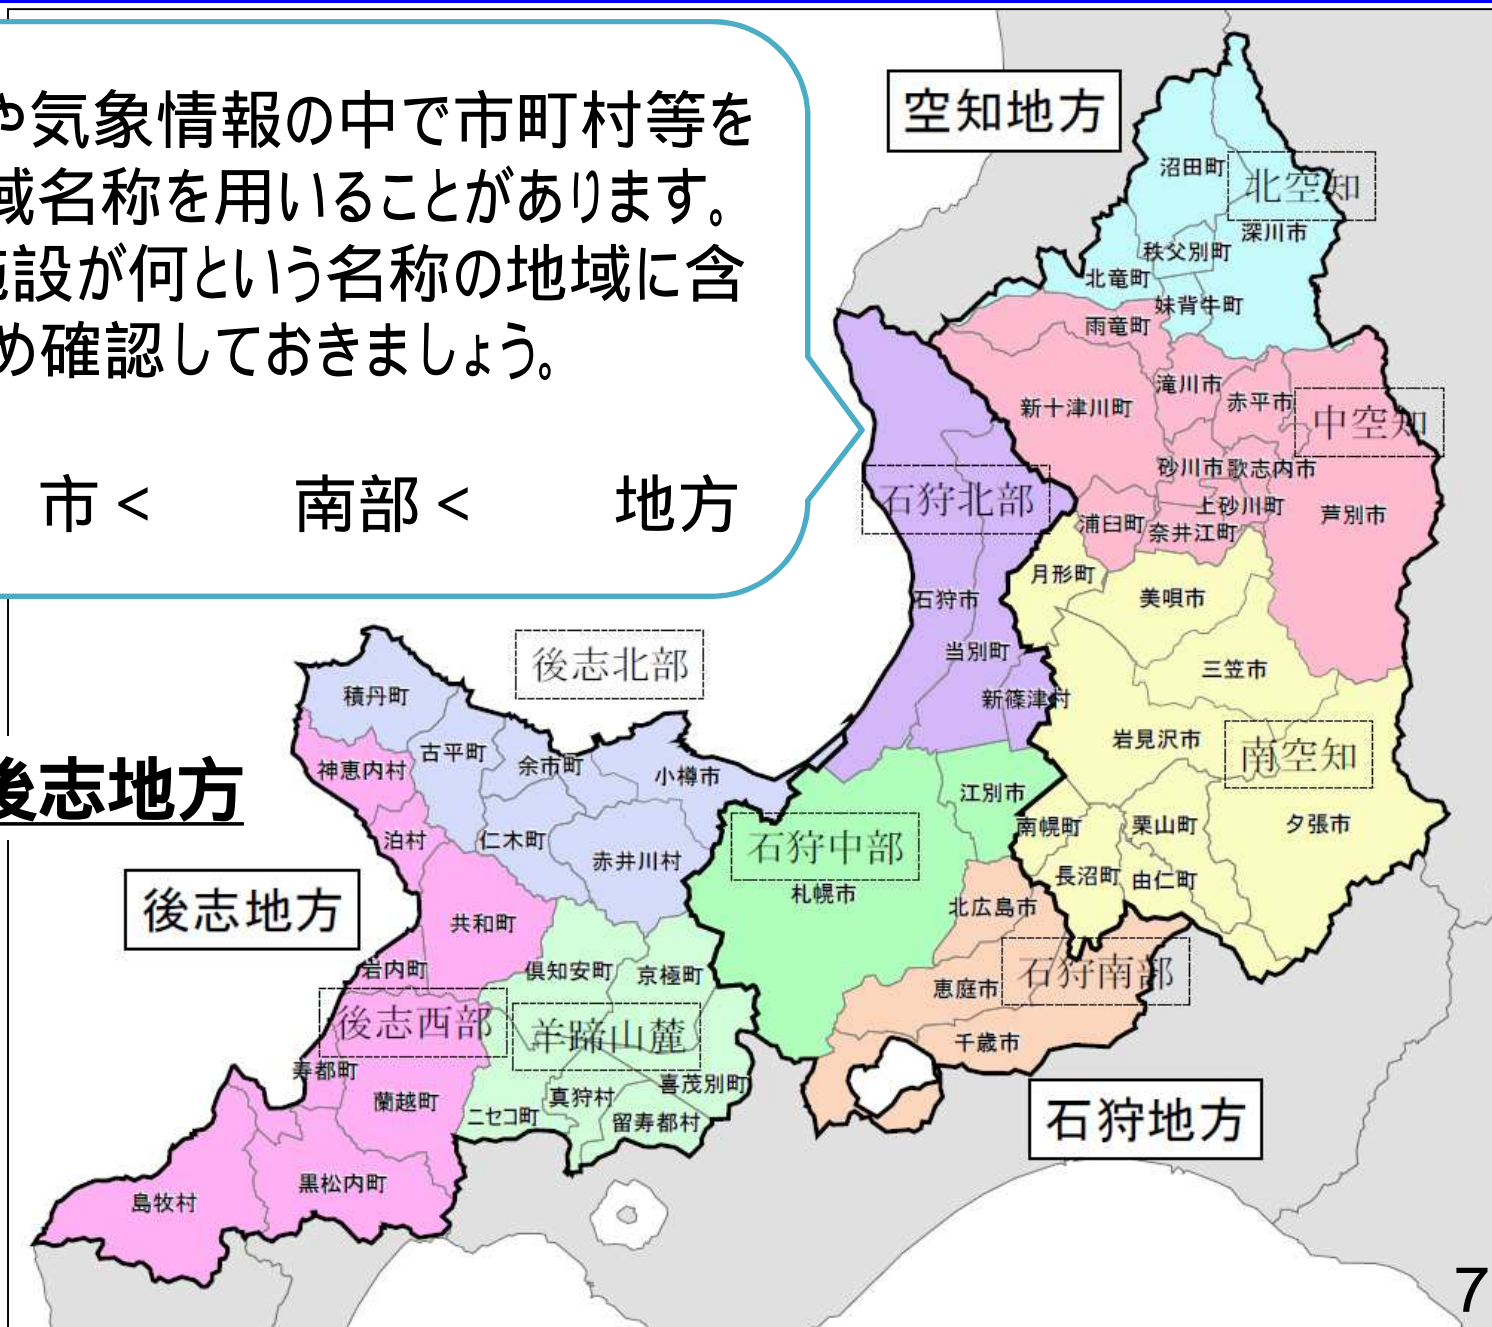 や気象情報の中で市町村等を
域名称を用いることがあります。
施設が何という名称の地域に含
め確認しておきましょう。
市 < 南部 < 地方
空知地方
沼田町
北空知
深川市
秩父別町
北竜町
妹背牛町
雨竜町
滝川市
赤平市
新十津川町
中空知
砂川市
歌志内市
石狩北部
上砂川町
芦別市
浦臼町
奈井江町
月形町
美唄市
石狩市
当別町
三笠市
新篠津村
後志北部
積丹町
古平町
余市町
小樽市
神恵内村
岩見沢市
南空知
後志地方
江別市
泊村
仁木町
赤井川村
石狩中部
札幌市
南幌町
栗山町
夕張市
長沼町
由仁町
後志地方
共和町
北広島市
岩内町
倶知安町
京極町
恵庭市
石狩南部
後志西部
羊蹄山麓
千歳市
寿都町
蘭越町
真狩村
喜茂別町
ニセコ町
留寿都村
石狩地方
島牧村
黒松内町
7